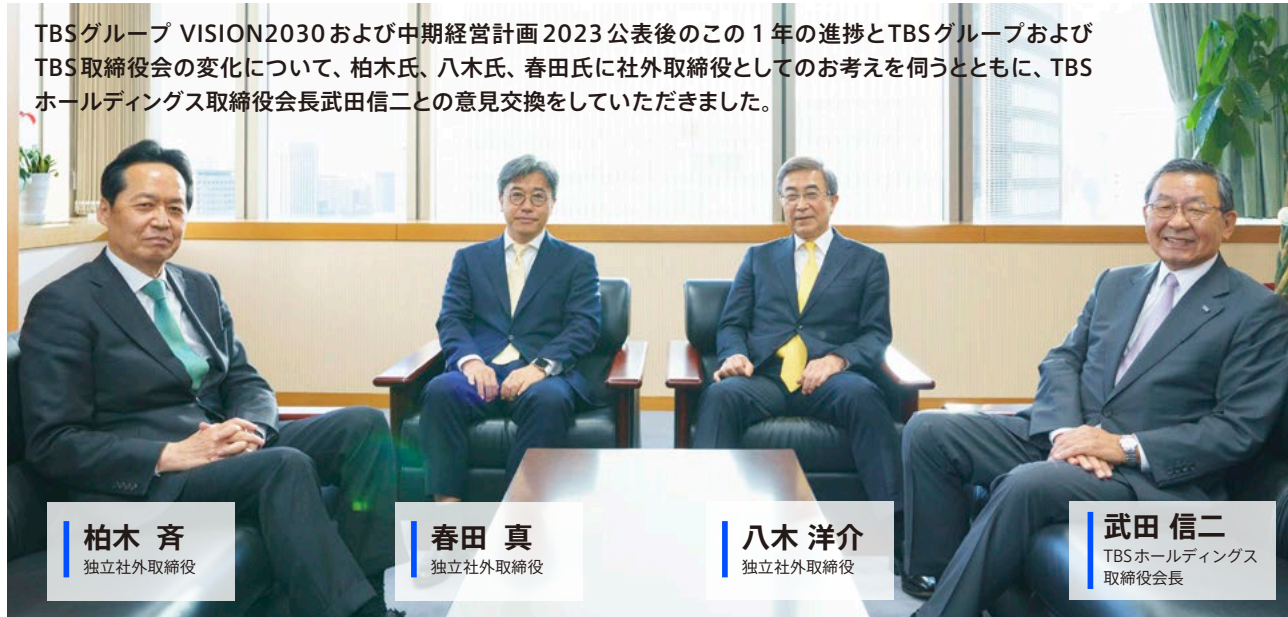 TBSグループ VISION2030および中期経営計画2023公表後のこの1年の進捗とTBSグループおよび
TBS取締役会の変化について、柏木氏、八木氏、春田氏に社外取締役としてのお考えを伺うとともに、TBS
ホールディングス取締役会長武田信二との意見交換をしていただきました。
柏木 斉
独立社外取締役
春田 真
独立社外取締役
八木 洋介
独立社外取締役
武田 信二
TBSホールディングス
取締役会長